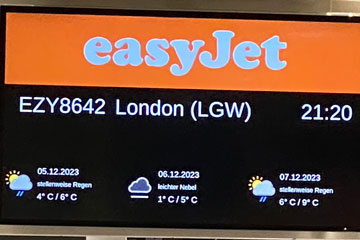 easyJet
EZY8642 London (LGW) 21:20
05.12.2023 06.12.2023 07.12.2023
stellenweise Regen leichter Nebel stellenweise Regen
4° C / 6° C 1° C / 5° C 6° C / 9° C